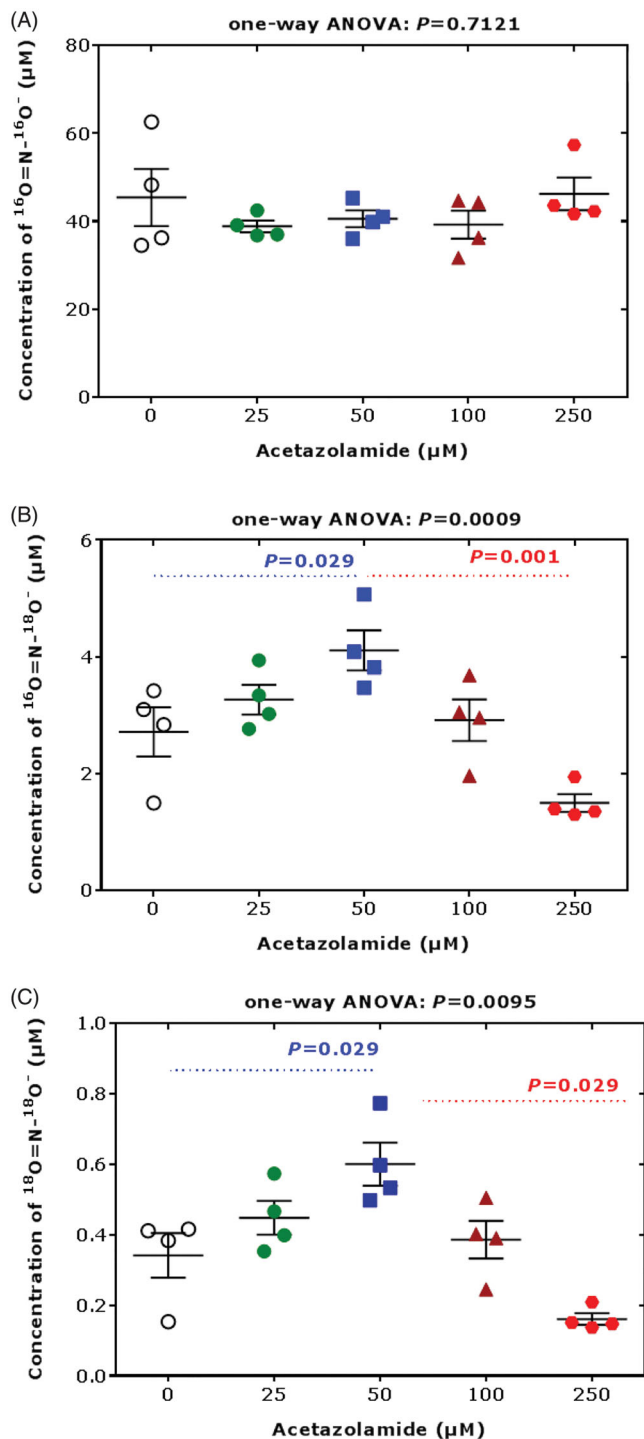 (A)
one-way ANOVA: P=0.7121
Concentration of ¹⁶O=N-¹⁶O⁻ (µM)
80
60
40
20
0
0 25 50 100 250
Acetazolamide (µM)
(B)
one-way ANOVA: P=0.0009
Concentration of ¹⁶O=N-¹⁸O⁻ (µM)
6
P=0.029 P=0.001
4
2
0
0 25 50 100 250
Acetazolamide (µM)
(C)
one-way ANOVA: P=0.0095
Concentration of ¹⁸O=N-¹⁸O⁻ (µM)
1.0
P=0.029
0.8
P=0.029
0.6
0.4
0.2
0.0
0 25 50 100 250
Acetazolamide (µM)